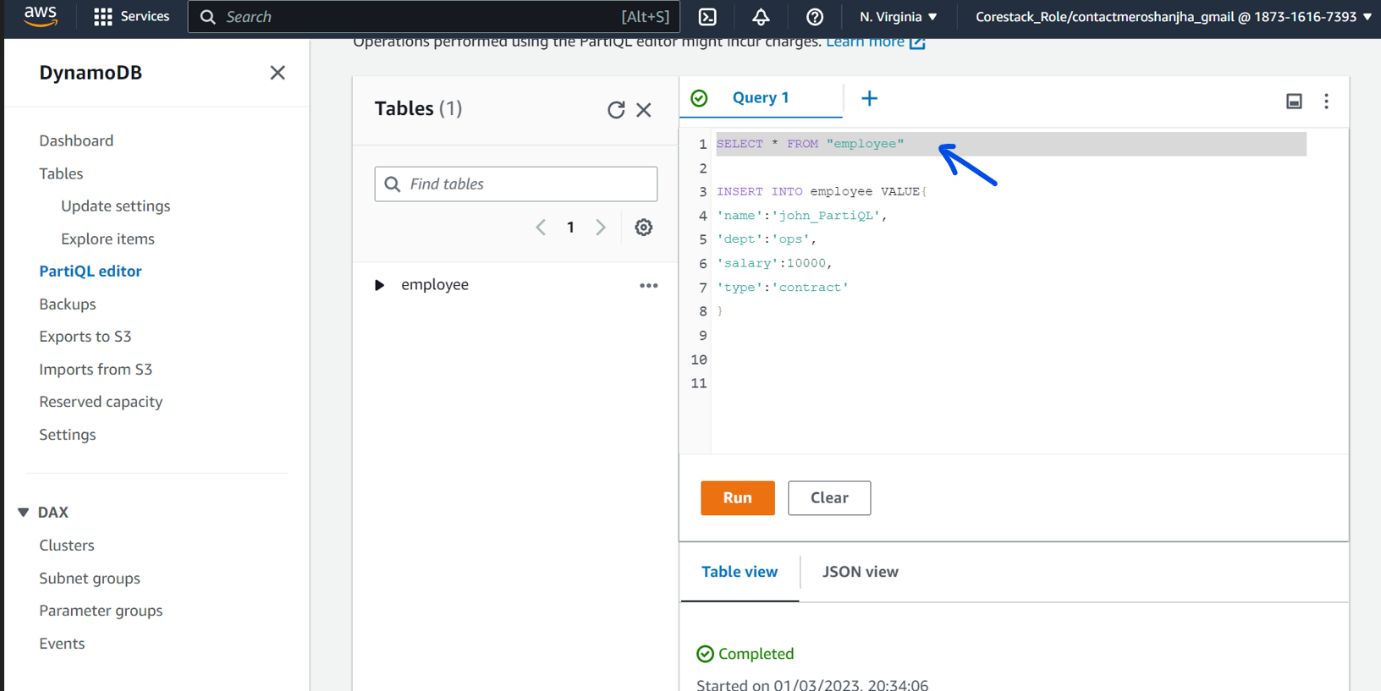 aws
Services
Search
[Alt+S]
N. Virginia
Corestack_Role/contactmeroshanjha_gmail @ 1873-1616-7393
Operations performed using the PartiQL editor might incur charges. Learn more
DynamoDB
Dashboard
Tables
Update settings
Explore items
PartiQL editor
Backups
Exports to S3
Imports from S3
Reserved capacity
Settings
DAX
Clusters
Subnet groups
Parameter groups
Events
Tables (1)
Find tables
1
employee
Query 1
1 SELECT * FROM "employee"
2
3 INSERT INTO employee VALUE{
4 'name':'john_PartiQL',
5 'dept':'ops',
6 'salary':10000,
7 'type':'contract'
8 }
9
10
11
Run
Clear
Table view
JSON view
Completed
Started on 01/03/2023, 20:34:06